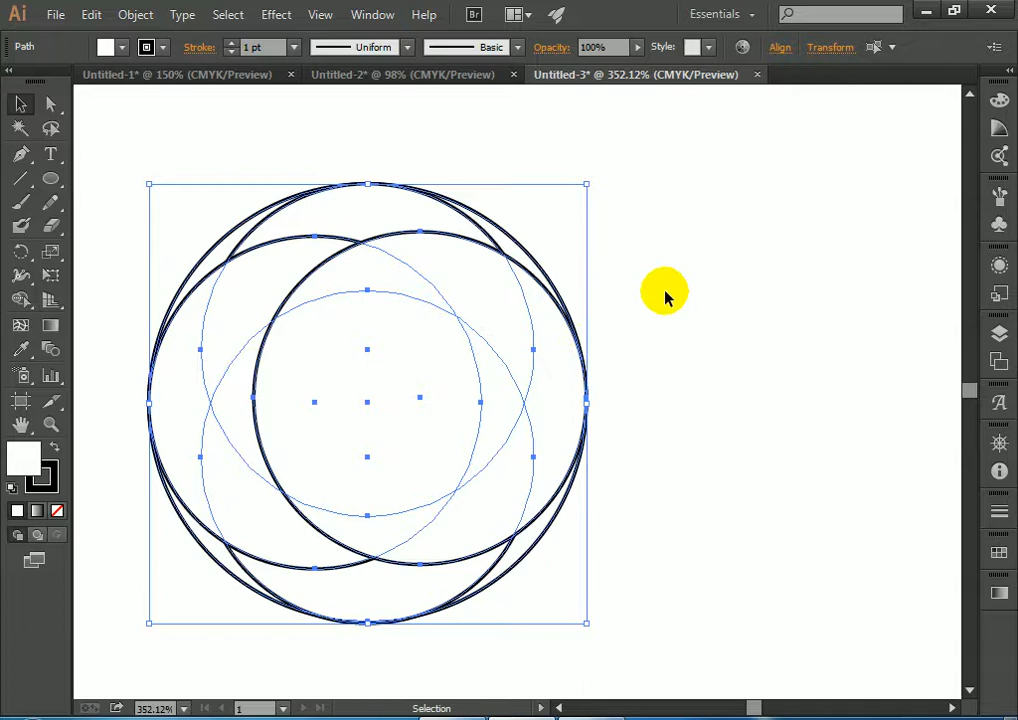 Ai File Edit Object Type Select Effect View Window Help Br Essentials
Path Stroke: 1 pt Uniform Basic Opacity: 100% Style: Align Transform
Untitled-1* @ 150% (CMYK/Preview) Untitled-2* @ 98% (CMYK/Preview) Untitled-3* @ 352.12% (CMYK/Preview)
352.12% 1 Selection